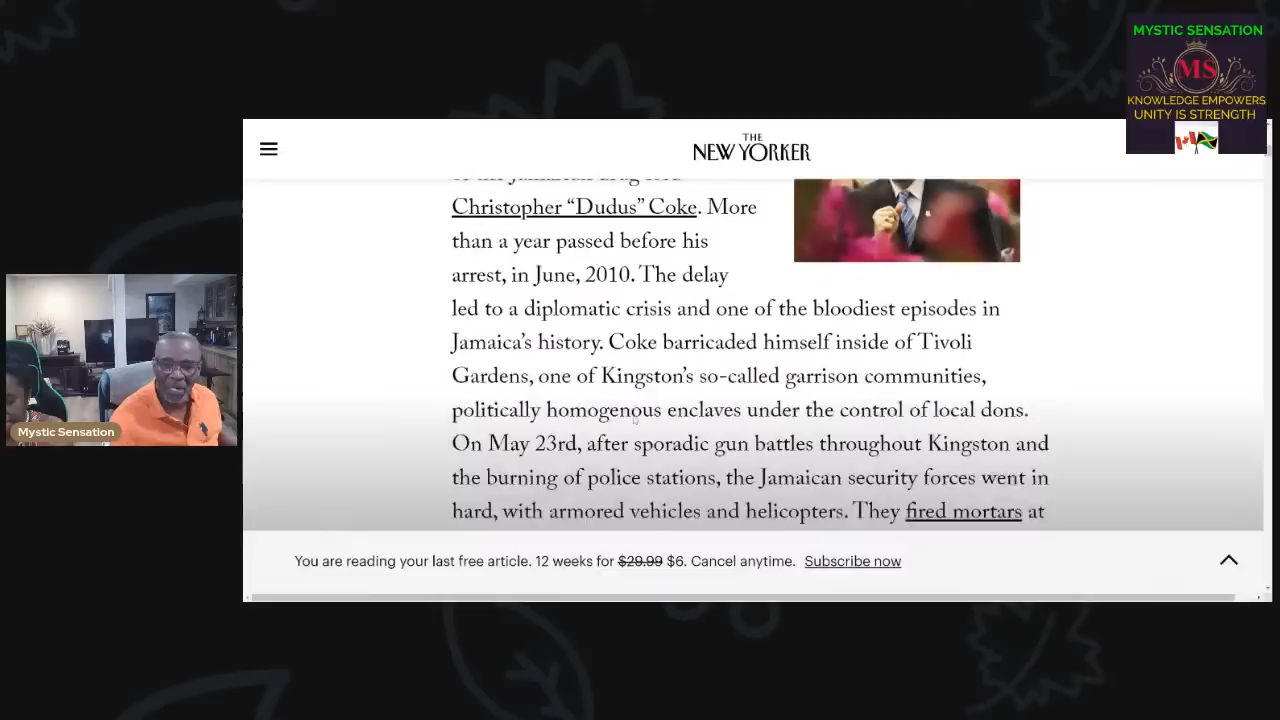 MYSTIC SENSATION
MS
KNOWLEDGE EMPOWERS
UNITY IS STRENGTH
THE
NEW YORKER
Christopher “Dudus” Coke. More
than a year passed before his
arrest, in June, 2010. The delay
led to a diplomatic crisis and one of the bloodiest episodes in
Jamaica’s history. Coke barricaded himself inside of Tivoli
Gardens, one of Kingston’s so-called garrison communities,
politically homogenous enclaves under the control of local dons.
On May 23rd, after sporadic gun battles throughout Kingston and
the burning of police stations, the Jamaican security forces went in
hard, with armored vehicles and helicopters. They fired mortars at
You are reading your last free article. 12 weeks for $29.99 $6. Cancel anytime. Subscribe now
Mystic Sensation